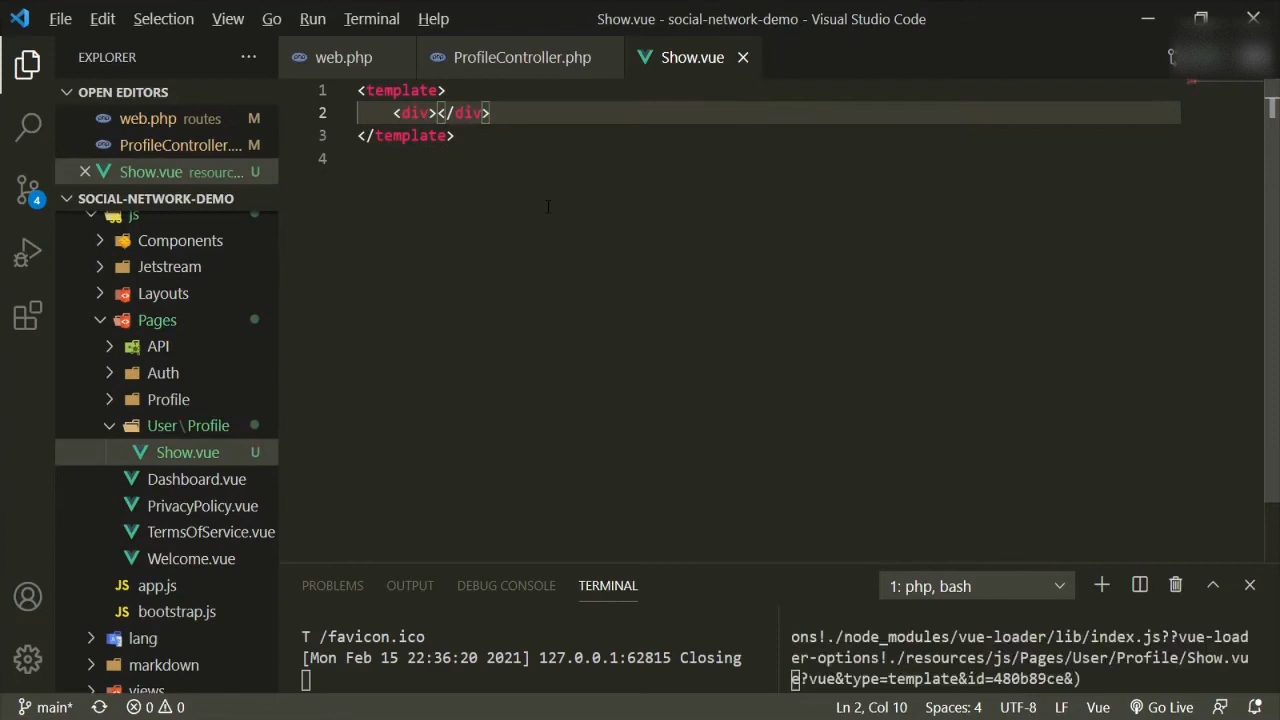 File Edit Selection View Go Run Terminal Help Show.vue - social-network-demo - Visual Studio Code
EXPLORER
web.php
ProfileController.php
Show.vue
OPEN EDITORS
web.php routes M
ProfileController.... M
Show.vue resourc... U
SOCIAL-NETWORK-DEMO
js
Components
Jetstream
Layouts
Pages
API
Auth
Profile
User\Profile
Show.vue U
Dashboard.vue
PrivacyPolicy.vue
TermsOfService.vue
Welcome.vue
app.js
bootstrap.js
lang
markdown
views
4
1 <template>
2 <div></div>
3 </template>
4
PROBLEMS OUTPUT DEBUG CONSOLE TERMINAL 1: php, bash
T /favicon.ico
[Mon Feb 15 22:36:20 2021] 127.0.0.1:62815 Closing
ons!./node_modules/vue-loader/lib/index.js??vue-load
er-options!./resources/js/Pages/User/Profile/Show.vu
e?vue&type=template&id=480b89ce&)
main* 0 0 Ln 2, Col 10 Spaces: 4 UTF-8 LF Vue Go Live